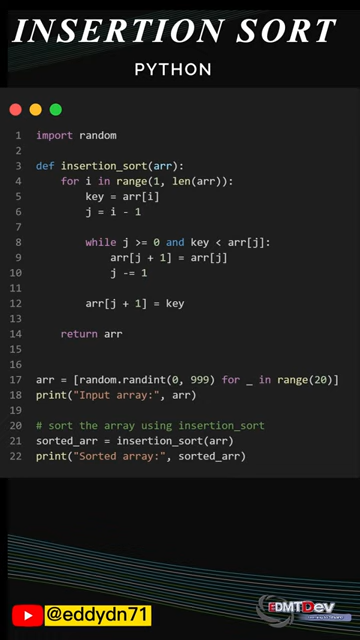 INSERTION SORT
PYTHON
1 import random
2
3 def insertion_sort(arr):
4     for i in range(1, len(arr)):
5         key = arr[i]
6         j = i - 1
7
8         while j >= 0 and key < arr[j]:
9             arr[j + 1] = arr[j]
10             j -= 1
11
12         arr[j + 1] = key
13
14     return arr
15
16
17 arr = [random.randint(0, 999) for _ in range(20)]
18 print("Input array:", arr)
19
20 # sort the array using insertion_sort
21 sorted_arr = insertion_sort(arr)
22 print("Sorted array:", sorted_arr)
@eddydn71
EDMTDev